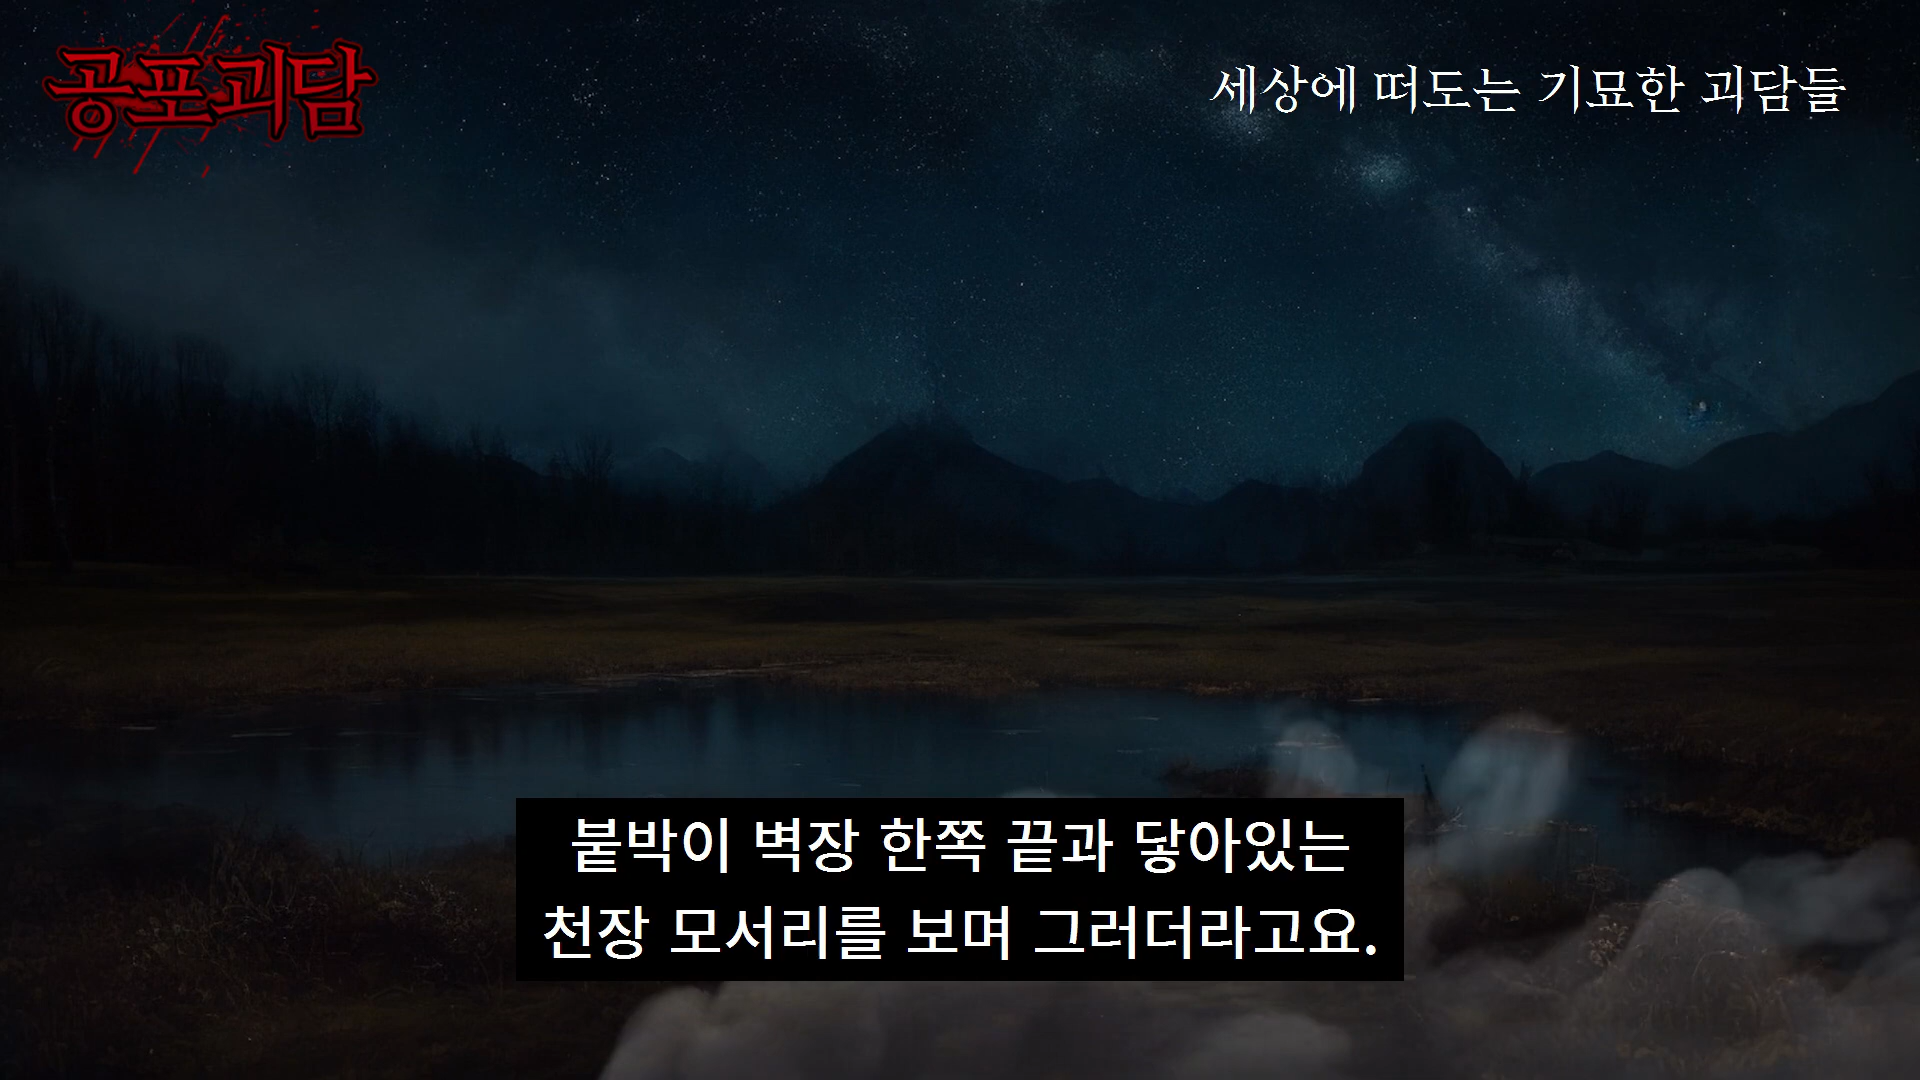 공포괴담
세상에 떠도는 기묘한 괴담들
붙박이 벽장 한쪽 끝과 닿아있는
천장 모서리를 보며 그러더라고요.